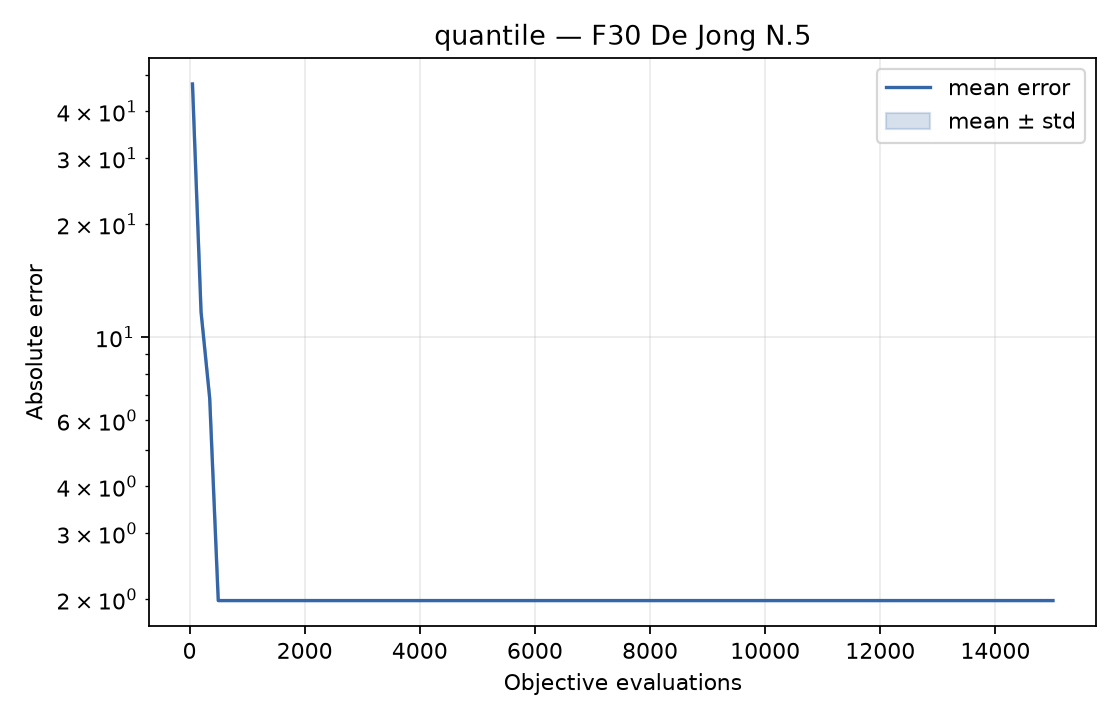 quantile — F30 De Jong N.5
mean error
mean ± std
Absolute error
4 × 10¹
3 × 10¹
2 × 10¹
10¹
6 × 10⁰
4 × 10⁰
3 × 10⁰
2 × 10⁰
0 2000 4000 6000 8000 10000 12000 14000
Objective evaluations